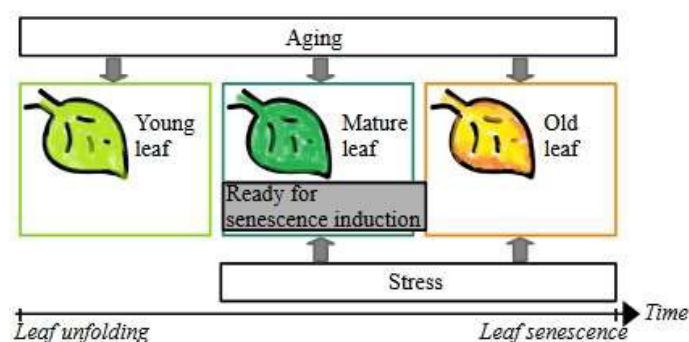 Aging
Young
leaf
Mature
leaf
Old
leaf
Ready for
senescence induction
Stress
Time
Leaf unfolding
Leaf senescence